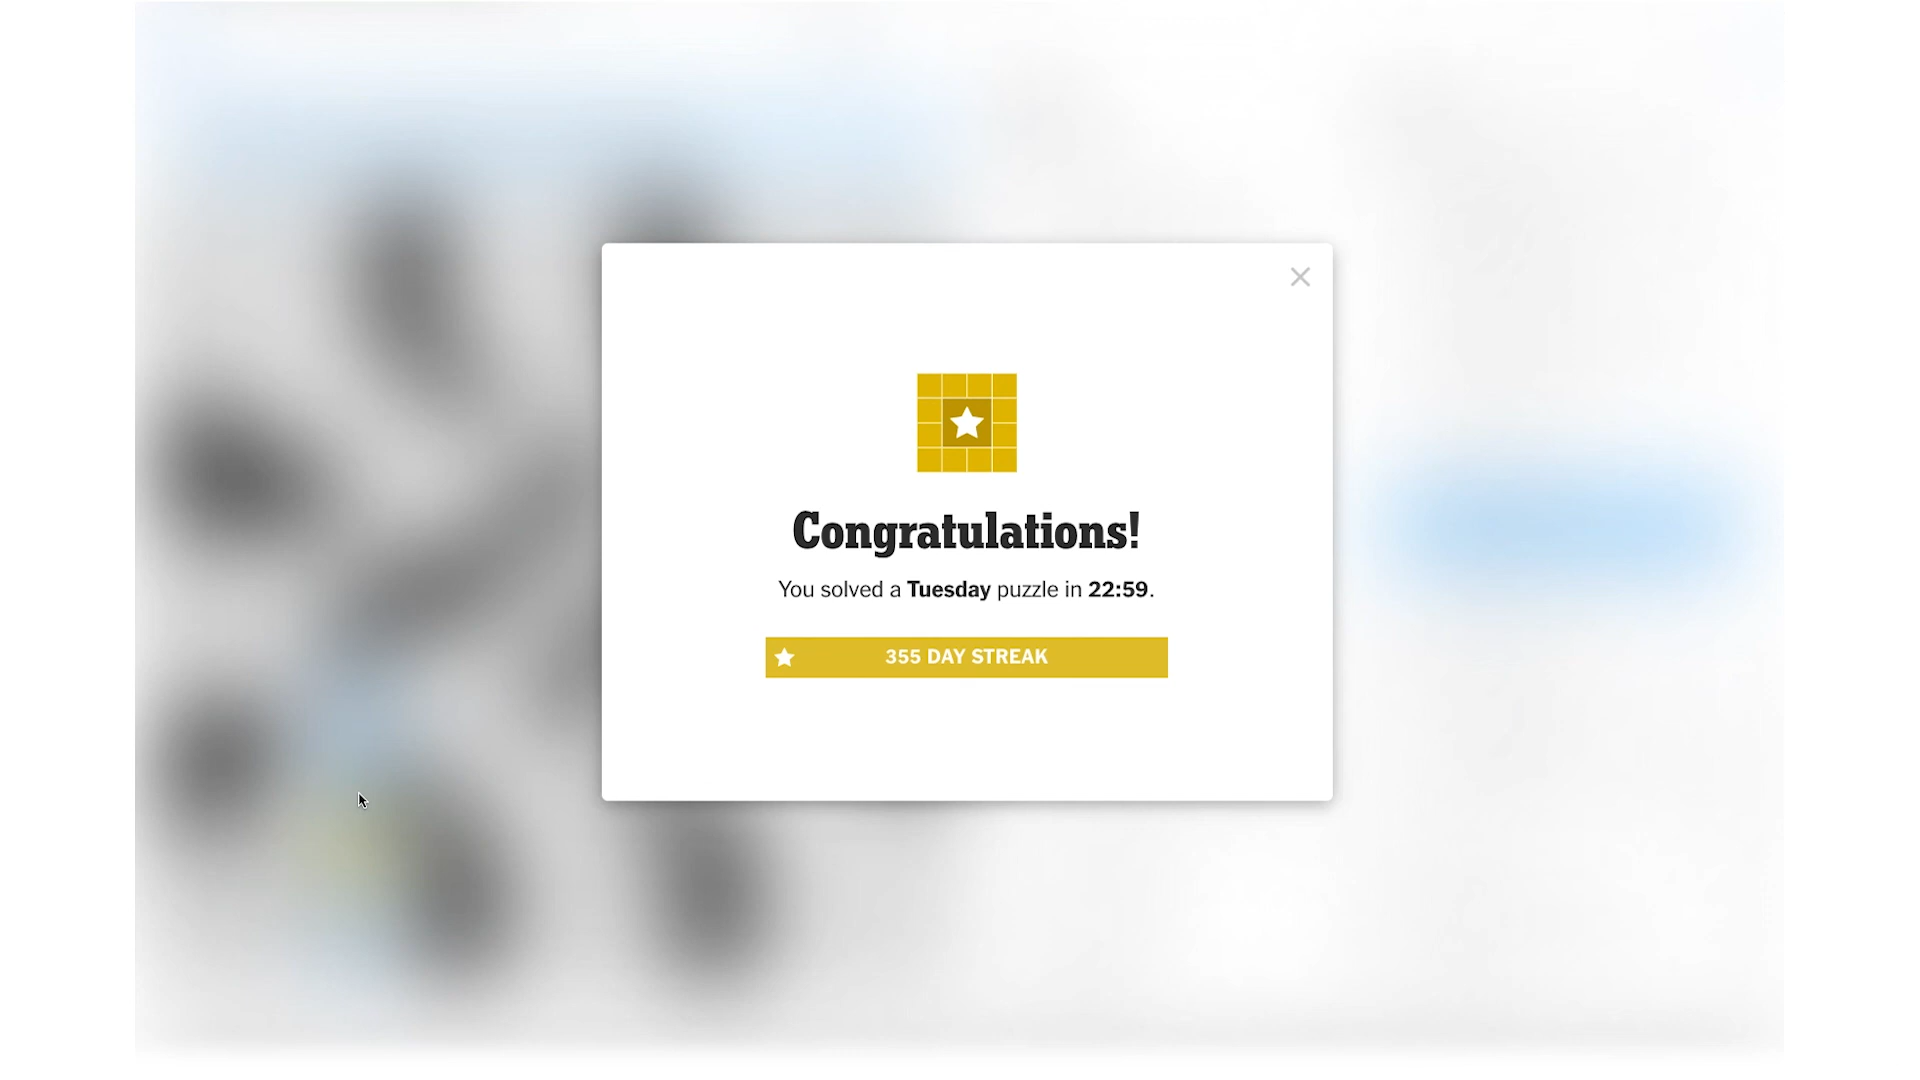 Congratulations!
You solved a Tuesday puzzle in 22:59.
355 DAY STREAK